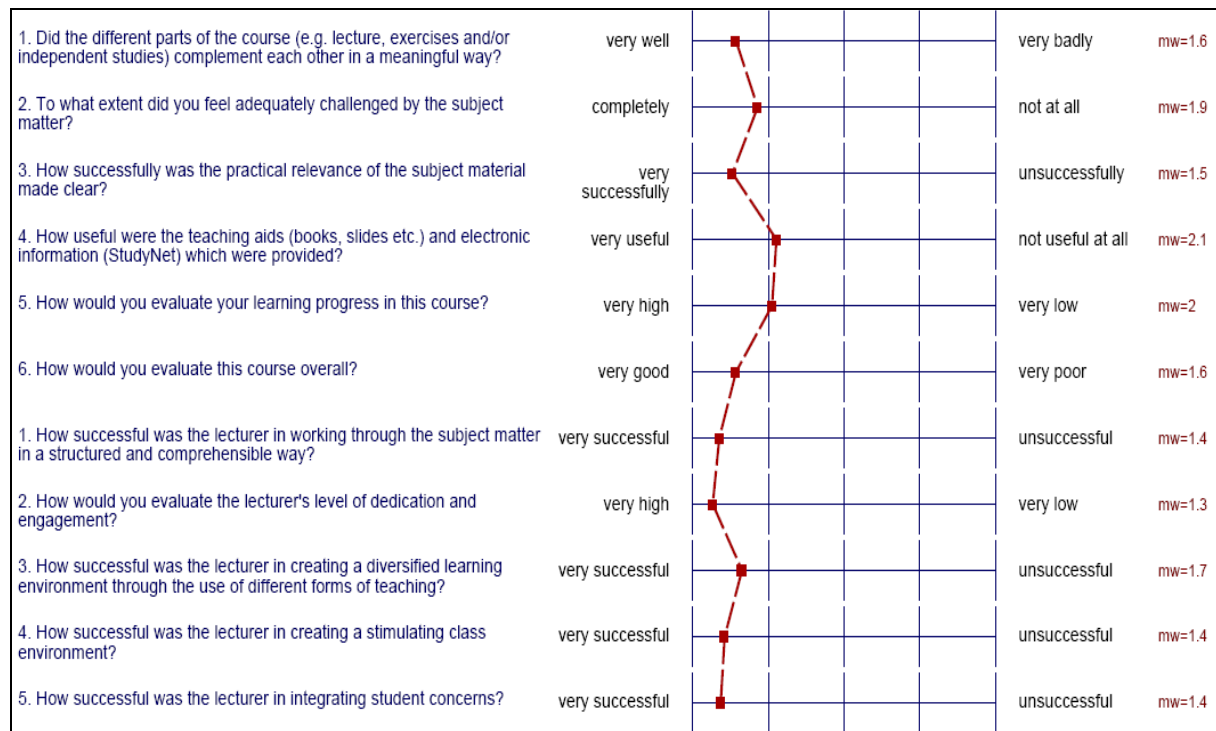 1. Did the different parts of the course (e.g. lecture, exercises and/or
independent studies) complement each other in a meaningful way?
very well
very badly
mw=1.6
2. To what extent did you feel adequately challenged by the subject
matter?
completely
not at all
mw=1.9
3. How successfully was the practical relevance of the subject material
made clear?
very
successfully
unsuccessfully
mw=1.5
4. How useful were the teaching aids (books, slides etc.) and electronic
information (StudyNet) which were provided?
very useful
not useful at all
mw=2.1
5. How would you evaluate your learning progress in this course?
very high
very low
mw=2
6. How would you evaluate this course overall?
very good
very poor
mw=1.6
1. How successful was the lecturer in working through the subject matter
in a structured and comprehensible way?
very successful
unsuccessful
mw=1.4
2. How would you evaluate the lecturer's level of dedication and
engagement?
very high
very low
mw=1.3
3. How successful was the lecturer in creating a diversified learning
environment through the use of different forms of teaching?
very successful
unsuccessful
mw=1.7
4. How successful was the lecturer in creating a stimulating class
environment?
very successful
unsuccessful
mw=1.4
5. How successful was the lecturer in integrating student concerns?
very successful
unsuccessful
mw=1.4